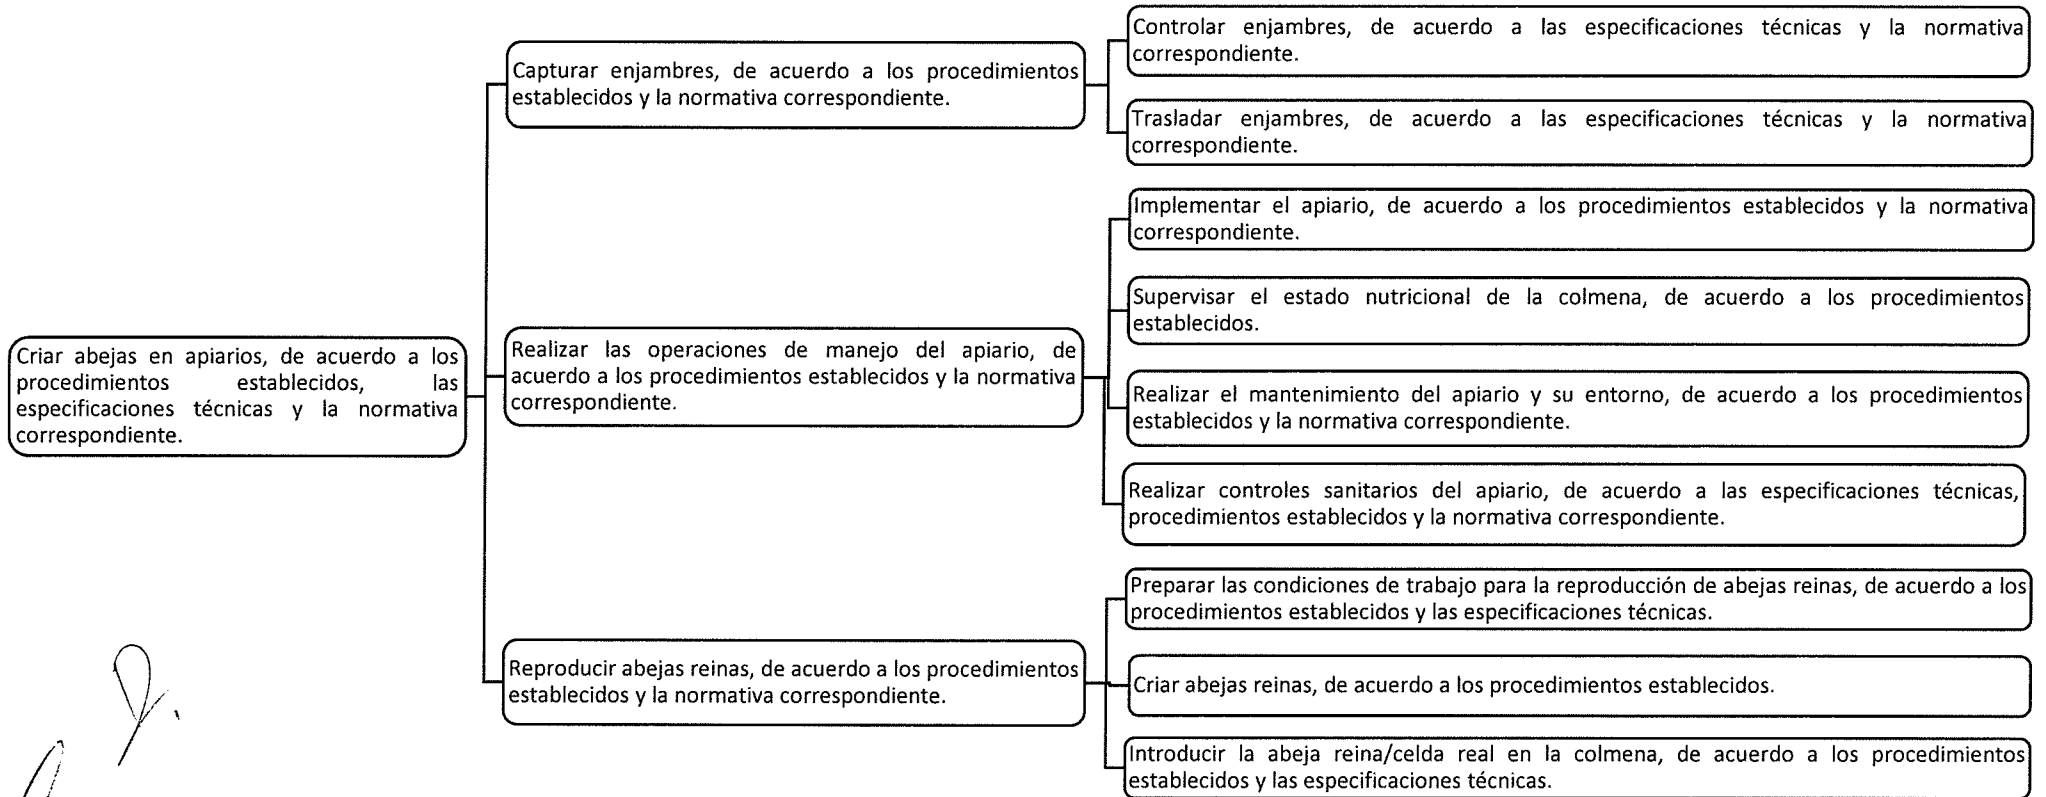 Criar abejas en apiarios, de acuerdo a los
procedimientos establecidos, las
especificaciones técnicas y la normativa
correspondiente.
Capturar enjambres, de acuerdo a los procedimientos
establecidos y la normativa correspondiente.
Controlar enjambres, de acuerdo a las especificaciones técnicas y la normativa
correspondiente.
Trasladar enjambres, de acuerdo a las especificaciones técnicas y la normativa
correspondiente.
Realizar las operaciones de manejo del apiario, de
acuerdo a los procedimientos establecidos y la normativa
correspondiente.
Implementar el apiario, de acuerdo a los procedimientos establecidos y la normativa
correspondiente.
Supervisar el estado nutricional de la colmena, de acuerdo a los procedimientos
establecidos.
Realizar el mantenimiento del apiario y su entorno, de acuerdo a los procedimientos
establecidos y la normativa correspondiente.
Realizar controles sanitarios del apiario, de acuerdo a las especificaciones técnicas,
procedimientos establecidos y la normativa correspondiente.
Reproducir abejas reinas, de acuerdo a los procedimientos
establecidos y la normativa correspondiente.
Preparar las condiciones de trabajo para la reproducción de abejas reinas, de acuerdo a los
procedimientos establecidos y las especificaciones técnicas.
Criar abejas reinas, de acuerdo a los procedimientos establecidos.
Introducir la abeja reina/celda real en la colmena, de acuerdo a los procedimientos
establecidos y las especificaciones técnicas.